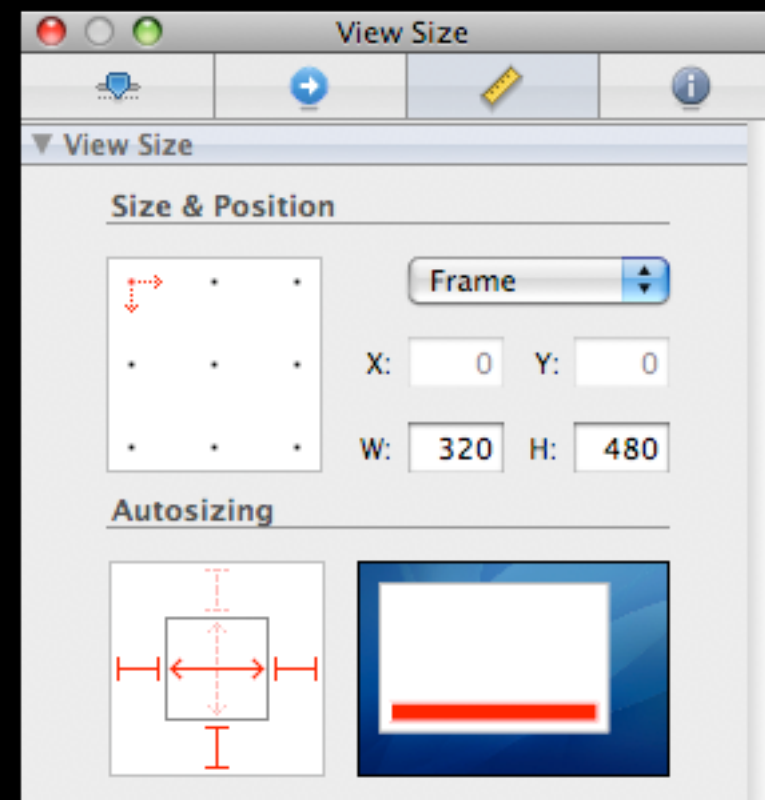 View Size
View Size
Size & Position
Frame
X: 0 Y: 0
W: 320 H: 480
Autosizing